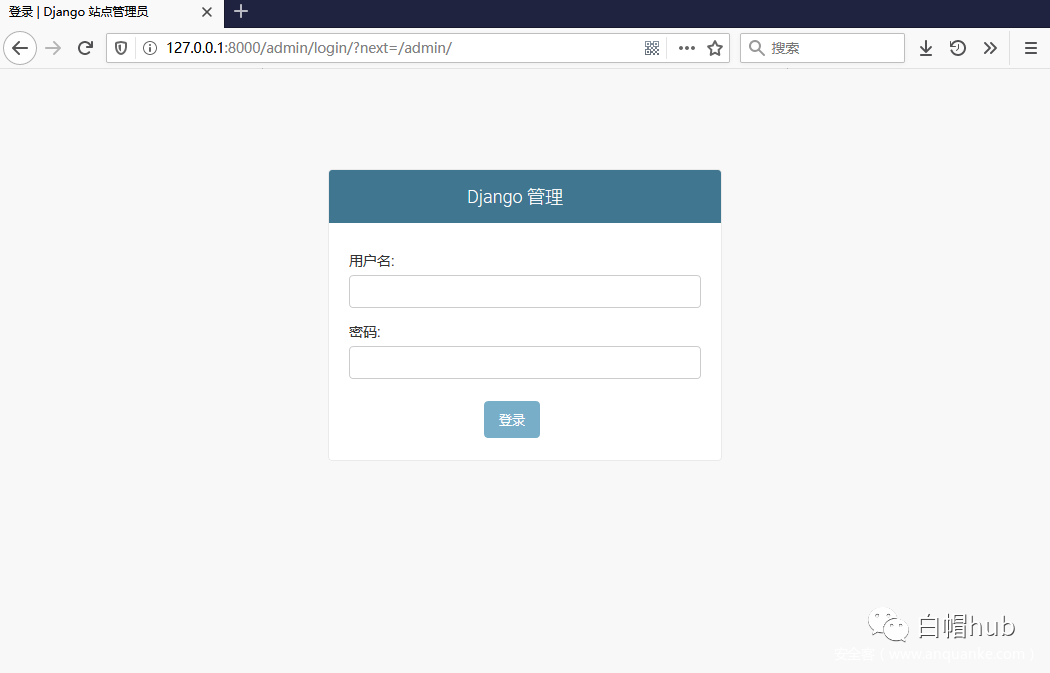 登录 | Django 站点管理员
127.0.0.1:8000/admin/login/?next=/admin/
搜索
Django 管理
用户名:
密码:
登录
白帽hub
安全客 ( www.anquanke.com )